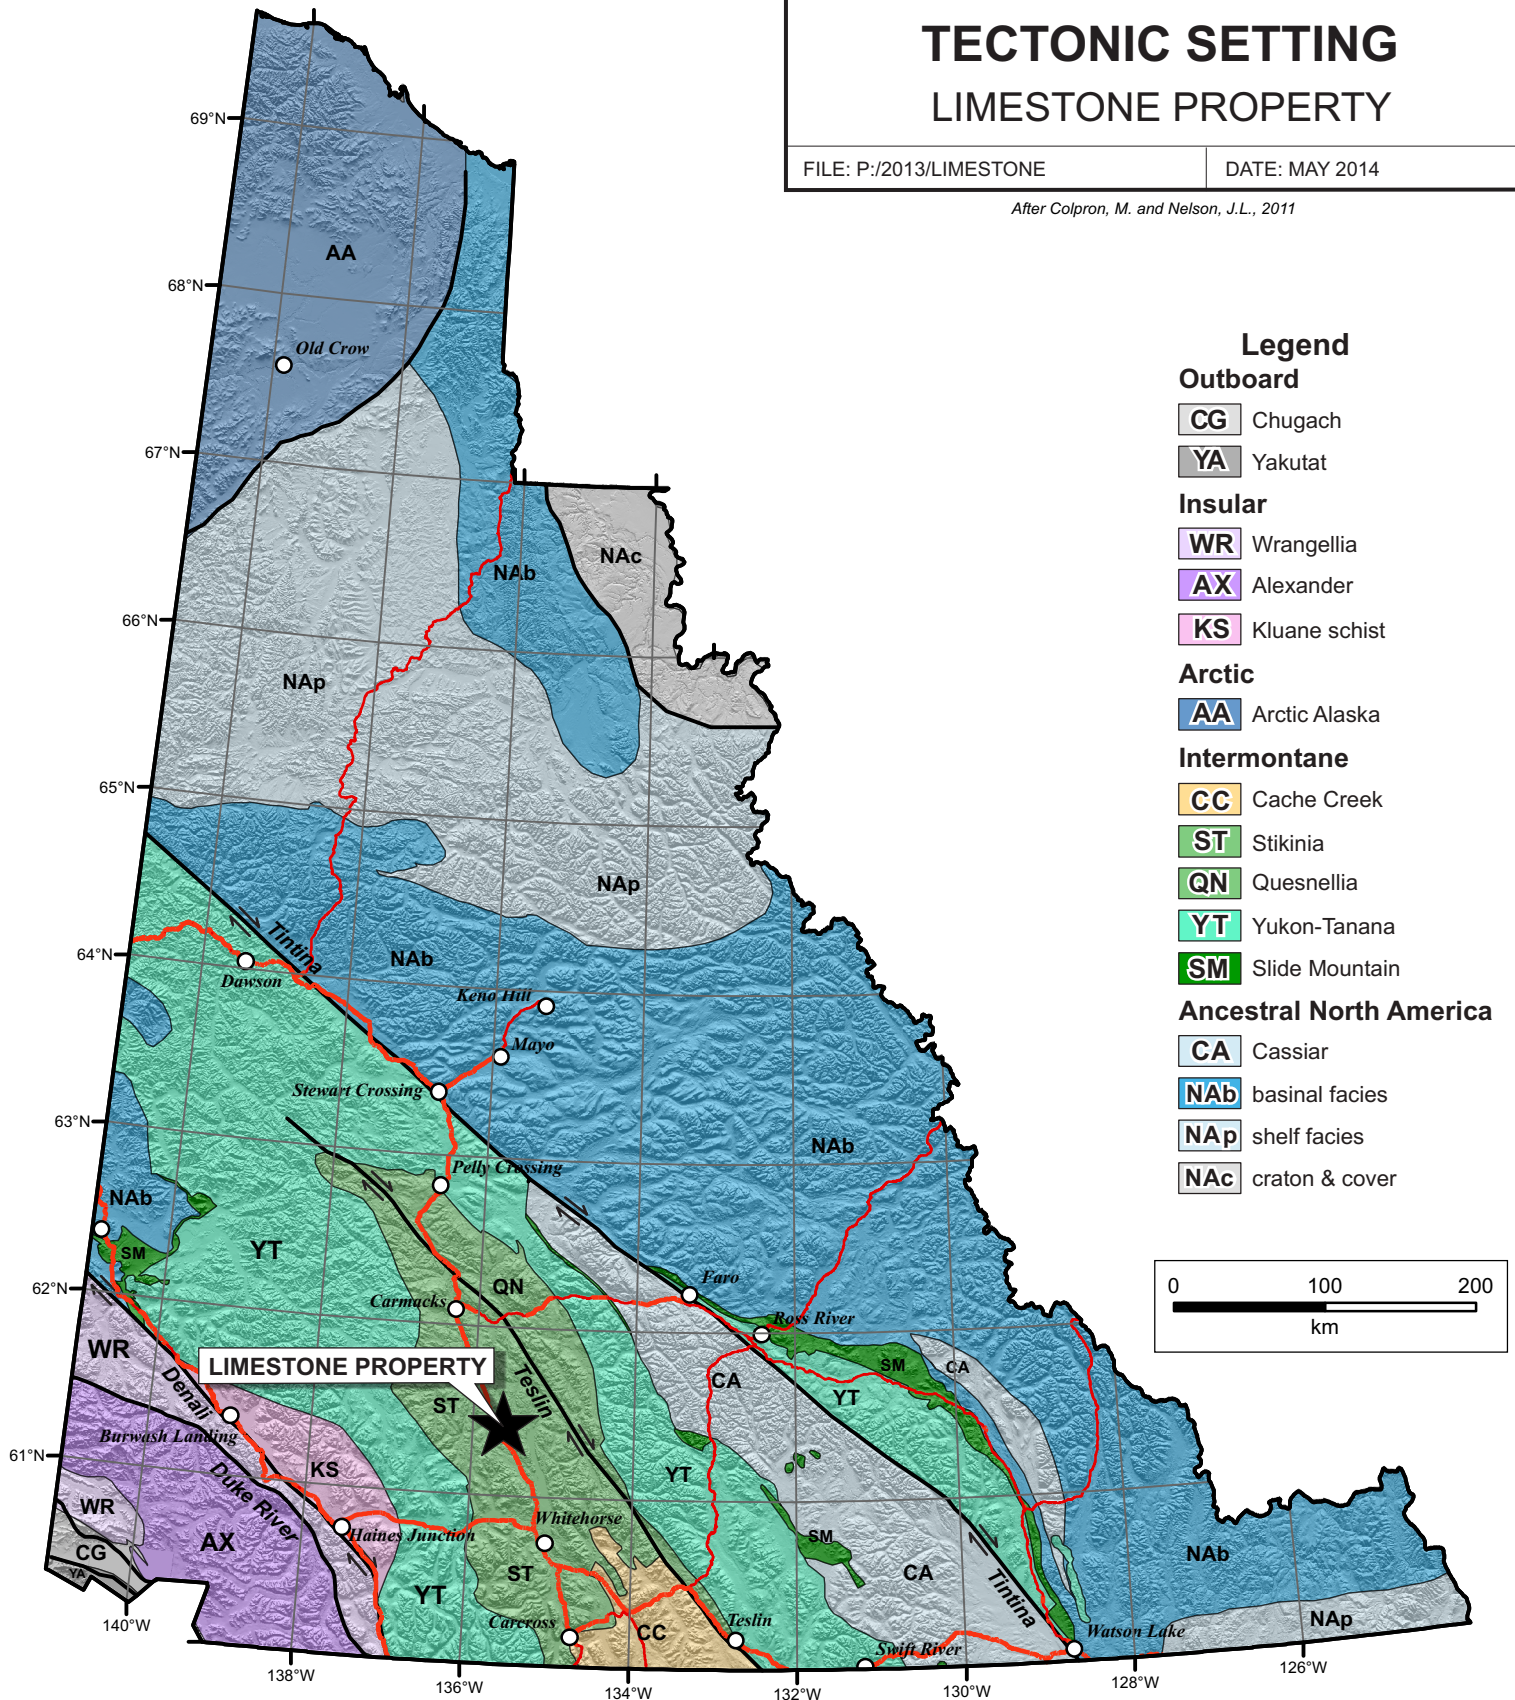 TECTONIC SETTING
LIMESTONE PROPERTY
FILE: P:/2013/LIMESTONE
DATE: MAY 2014
After Colpron, M. and Nelson, J.L., 2011
69°N
AA
68°N
Old Crow
67°N
NAc
NAb
66°N
NAp
65°N
NAp
64°N
Tintina
NAb
Dawson
Keno Hill
Mayo
Stewart Crossing
63°N
NAb
Pelly Crossing
NAb
YT
SM
62°N
Faro
QN
Carmacks
Ross River
WR
LIMESTONE PROPERTY
SM
CA
Denali
Teslin
CA
YT
ST
Burwash Landing
61°N
KS
YT
Duke River
WR
Whitehorse
Haines Junction
SM
AX
CG
YA
NAb
ST
CA
YT
Tintina
140°W
Carcross
CC
Teslin
NAp
Watson Lake
Swift River
138°W
136°W
134°W
132°W
130°W
128°W
126°W
Legend
Outboard
CG Chugach
YA Yakutat
Insular
WR Wrangellia
AX Alexander
KS Kluane schist
Arctic
AA Arctic Alaska
Intermontane
CC Cache Creek
ST Stikinia
QN Quesnellia
YT Yukon-Tanana
SM Slide Mountain
Ancestral North America
CA Cassiar
NAb basinal facies
NAp shelf facies
NAc craton & cover
0 100 200
km